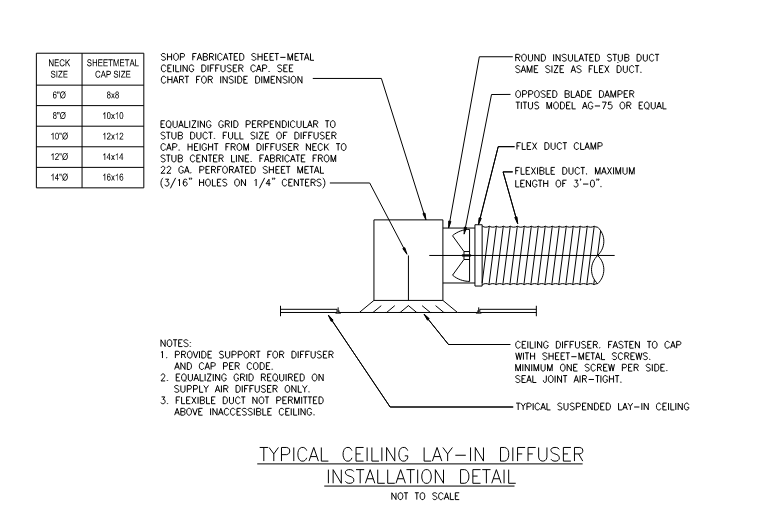 NECK SIZE
SHEETMETAL CAP SIZE
6"Ø 8x8
8"Ø 10x10
10"Ø 12x12
12"Ø 14x14
14"Ø 16x16
SHOP FABRICATED SHEET-METAL
CEILING DIFFUSER CAP. SEE
CHART FOR INSIDE DIMENSION
EQUALIZING GRID PERPENDICULAR TO
STUB DUCT. FULL SIZE OF DIFFUSER
CAP. HEIGHT FROM DIFFUSER NECK TO
STUB CENTER LINE. FABRICATE FROM
22 GA. PERFORATED SHEET METAL
(3/16" HOLES ON 1/4" CENTERS)
ROUND INSULATED STUB DUCT
SAME SIZE AS FLEX DUCT.
OPPOSED BLADE DAMPER
TITUS MODEL AG-75 OR EQUAL
FLEX DUCT CLAMP
FLEXIBLE DUCT. MAXIMUM
LENGTH OF 3'-0".
NOTES:
1. PROVIDE SUPPORT FOR DIFFUSER
AND CAP PER CODE.
2. EQUALIZING GRID REQUIRED ON
SUPPLY AIR DIFFUSER ONLY.
3. FLEXIBLE DUCT NOT PERMITTED
ABOVE INACCESSIBLE CEILING.
CEILING DIFFUSER. FASTEN TO CAP
WITH SHEET-METAL SCREWS.
MINIMUM ONE SCREW PER SIDE.
SEAL JOINT AIR-TIGHT.
TYPICAL SUSPENDED LAY-IN CEILING
TYPICAL CEILING LAY-IN DIFFUSER
INSTALLATION DETAIL
NOT TO SCALE